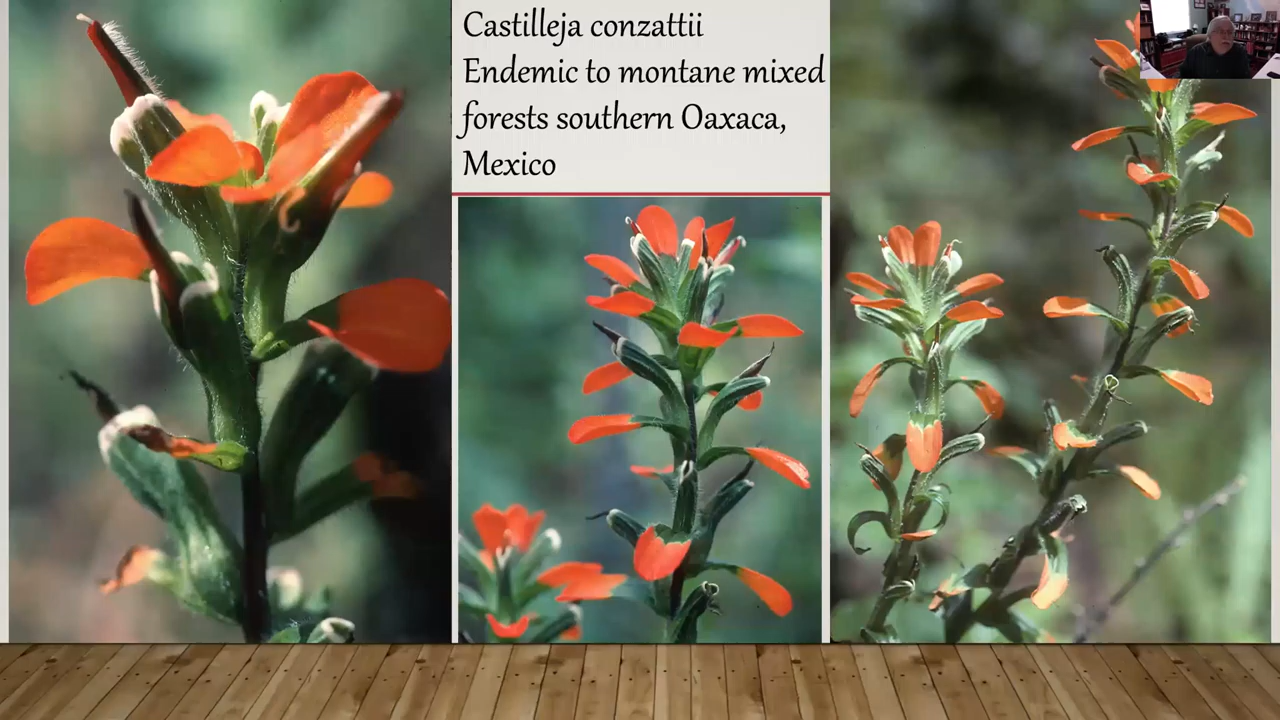 Castilleja conzattii
Endemic to montane mixed
forests southern Oaxaca,
Mexico